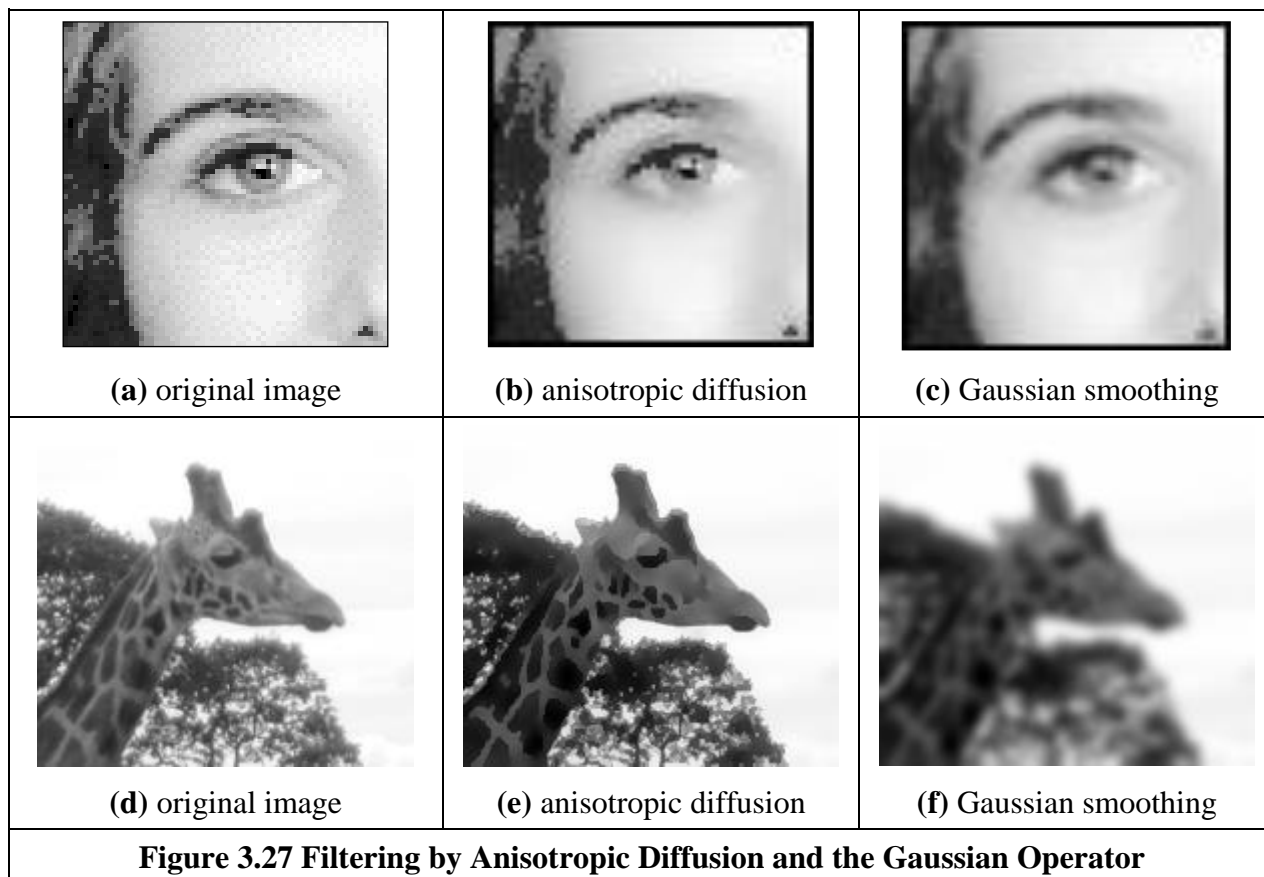 (a) original image
(b) anisotropic diffusion
(c) Gaussian smoothing
(d) original image
(e) anisotropic diffusion
(f) Gaussian smoothing
Figure 3.27 Filtering by Anisotropic Diffusion and the Gaussian Operator